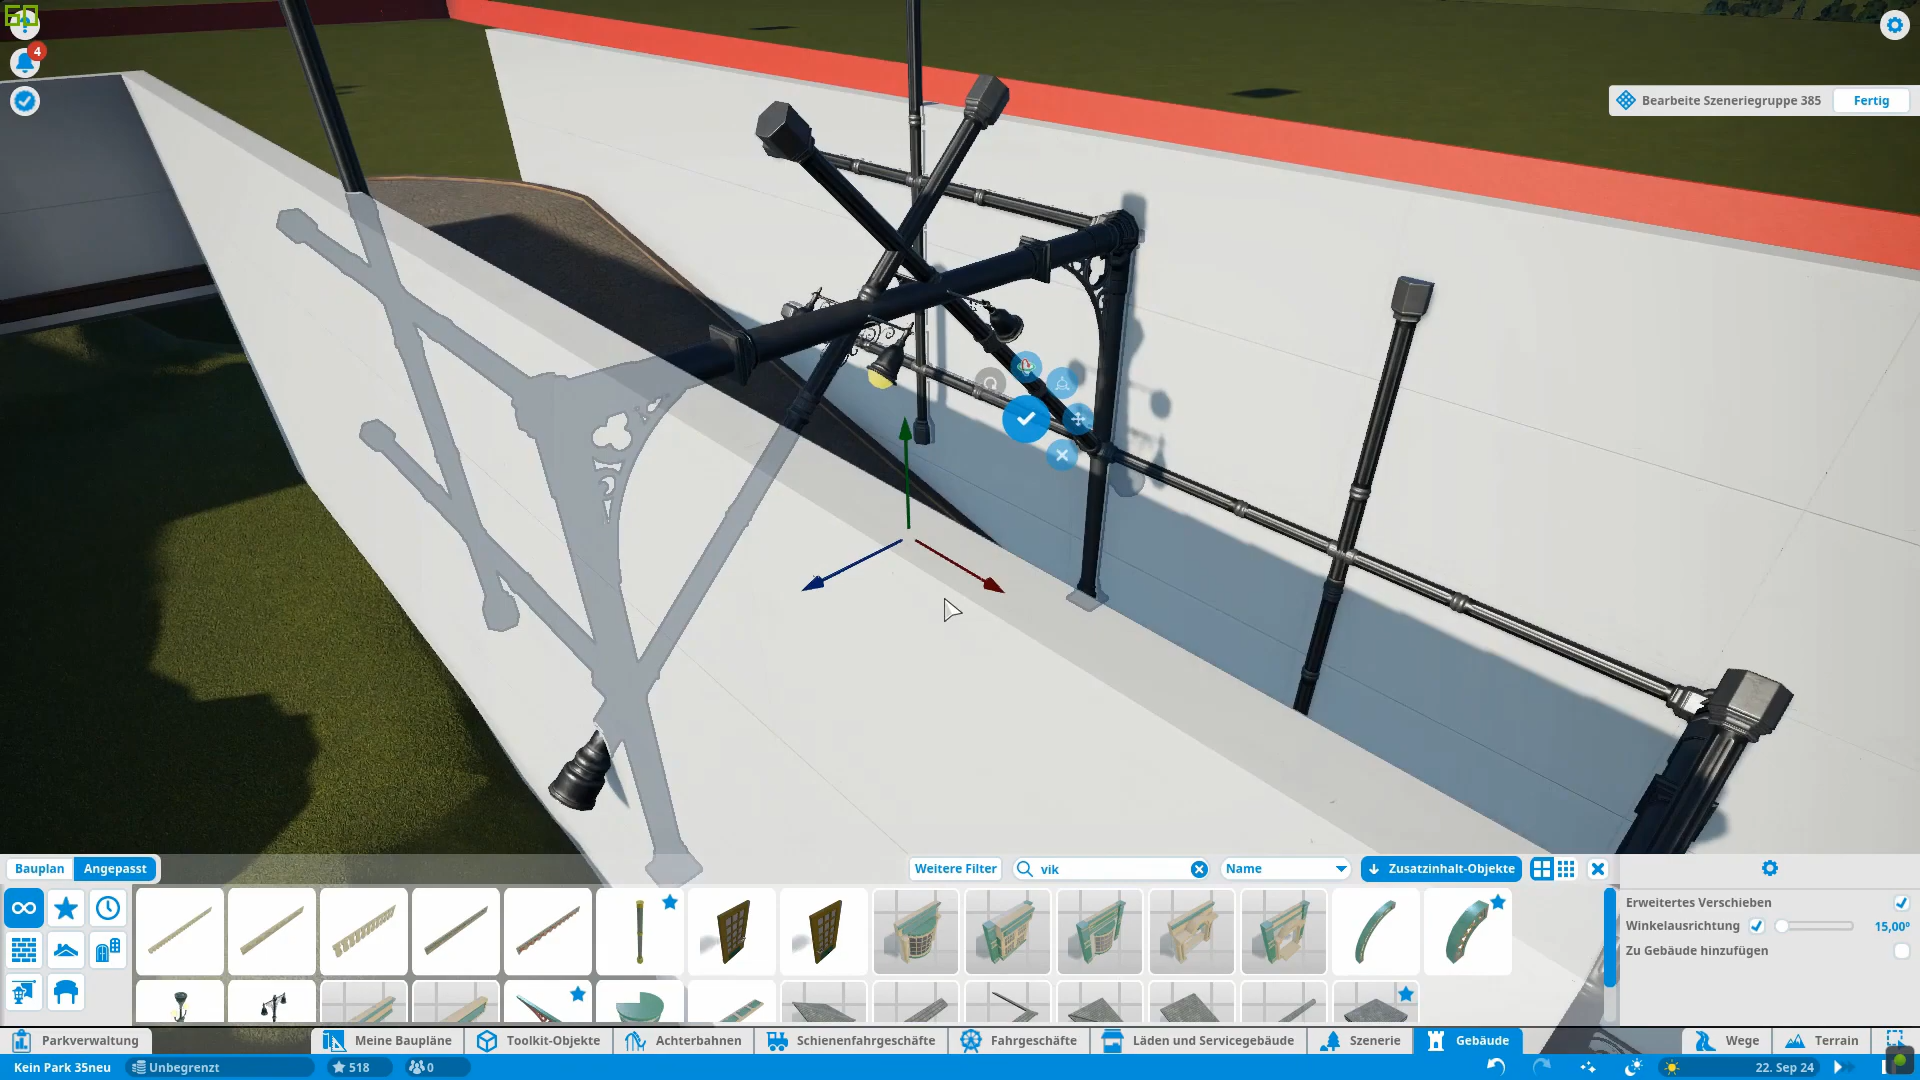 60
4
Bearbeite Szeneriegruppe 385
Fertig
Bauplan
Angepasst
Weitere Filter
vik
Name
Zusatzinhalt-Objekte
Erweitertes Verschieben
Winkelausrichtung
15,00°
Zu Gebäude hinzufügen
Parkverwaltung
Meine Baupläne
Toolkit-Objekte
Achterbahnen
Schienenfahrgeschäfte
Fahrgeschäfte
Läden und Servicegebäude
Szenerie
Gebäude
Wege
Terrain
Kein Park 35neu
Unbegrenzt
518
0
22. Sep 24